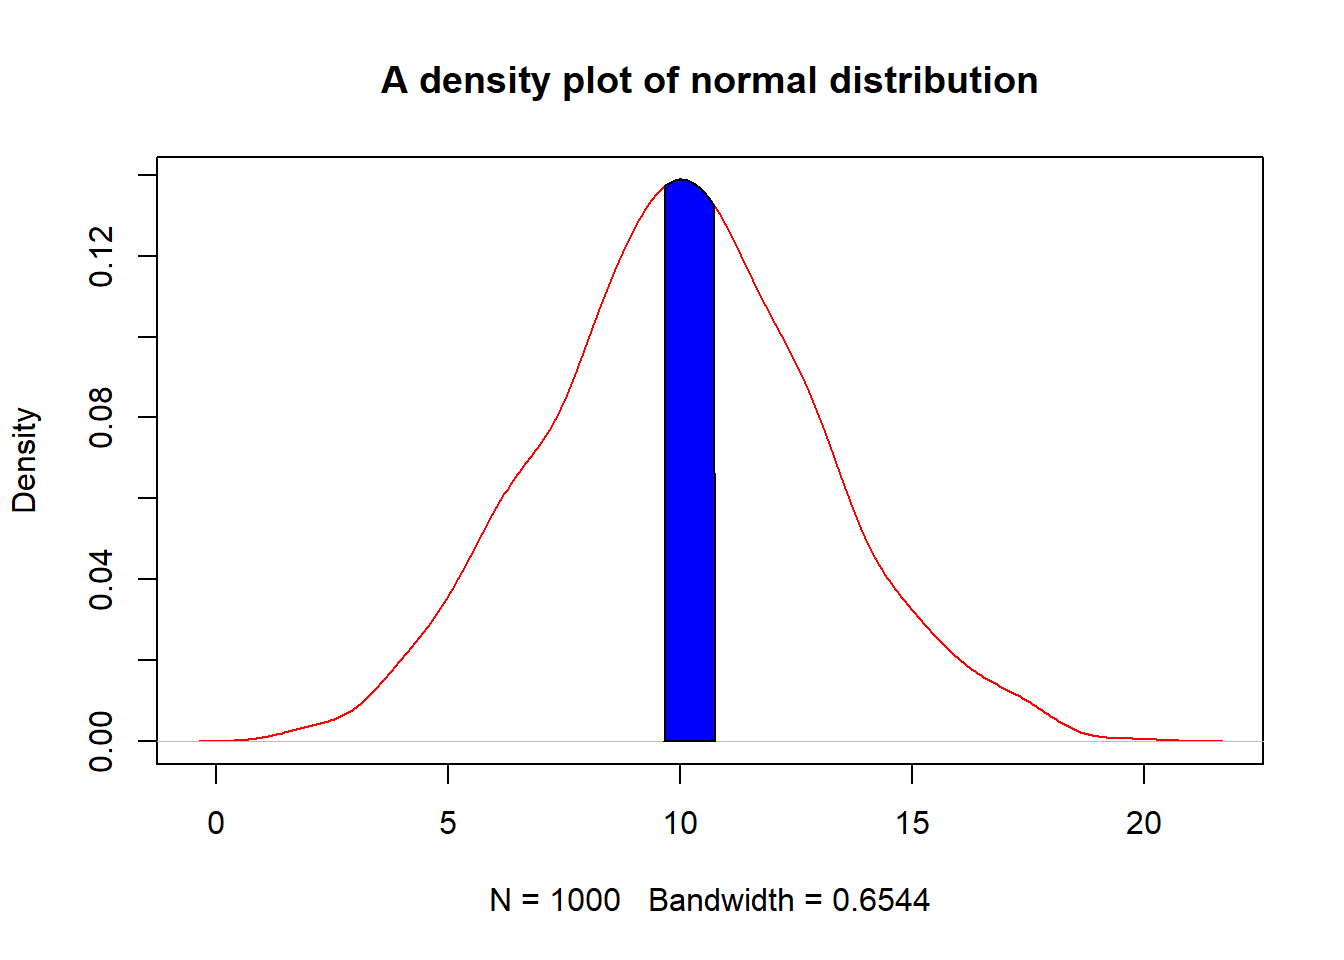 A density plot of normal distribution
Density
0.12
0.08
0.04
0.00
0 5 10 15 20
N = 1000 Bandwidth = 0.6544